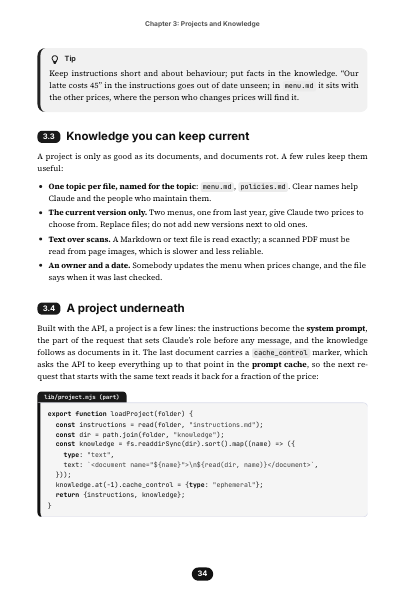 Chapter 3: Projects and Knowledge
Tip
Keep instructions short and about behaviour; put facts in the knowledge. “Our
latte costs 45” in the instructions goes out of date unseen; in menu.md it sits with
the other prices, where the person who changes prices will find it.
3.3 Knowledge you can keep current
A project is only as good as its documents, and documents rot. A few rules keep them
useful:
• One topic per file, named for the topic: menu.md, policies.md. Clear names help
Claude and the people who maintain them.
• The current version only. Two menus, one from last year, give Claude two prices to
choose from. Replace files; do not add new versions next to old ones.
• Text over scans. A Markdown or text file is read exactly; a scanned PDF must be
read from page images, which is slower and less reliable.
• An owner and a date. Somebody updates the menu when prices change, and the file
says when it was last checked.
3.4 A project underneath
Built with the API, a project is a few lines: the instructions become the system prompt,
the part of the request that sets Claude’s role before any message, and the knowledge
follows as documents in it. The last document carries a cache_control marker, which
asks the API to keep everything up to that point in the prompt cache, so the next re-
quest that starts with the same text reads it back for a fraction of the price:
lib/project.mjs (part)
export function loadProject(folder) {
  const instructions = read(folder, "instructions.md");
  const dir = path.join(folder, "knowledge");
  const knowledge = fs.readdirSync(dir).sort().map((name) => ({
    type: "text",
    text: `<document name="${name}">\n${read(dir, name)}</document>`,
  }));
  knowledge.at(-1).cache_control = {type: "ephemeral"};
  return {instructions, knowledge};
}
34